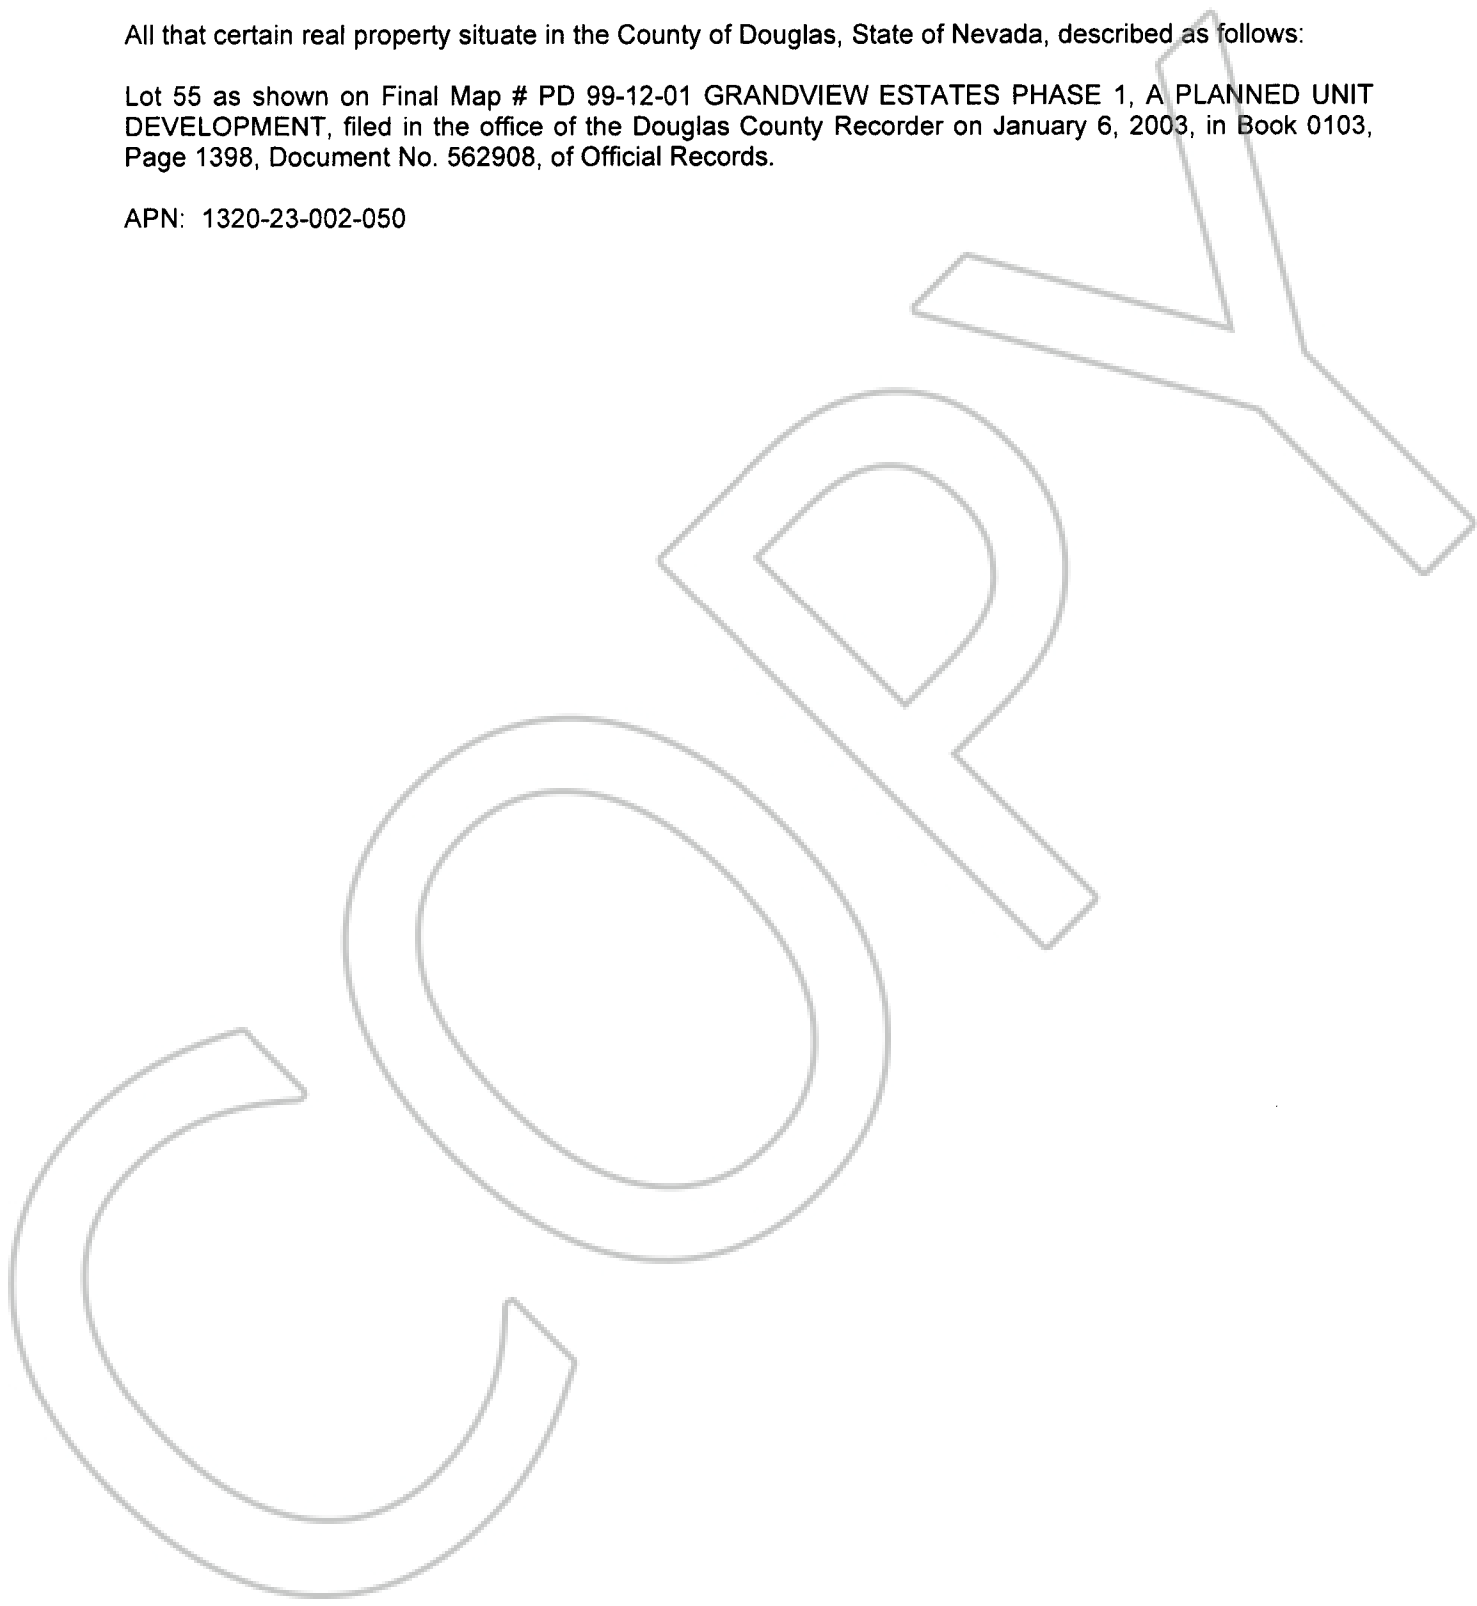 All that certain real property situate in the County of Douglas, State of Nevada, described as follows:
Lot 55 as shown on Final Map # PD 99-12-01 GRANDVIEW ESTATES PHASE 1, A PLANNED UNIT
DEVELOPMENT, filed in the office of the Douglas County Recorder on January 6, 2003, in Book 0103,
Page 1398, Document No. 562908, of Official Records.
APN: 1320-23-002-050
COPY